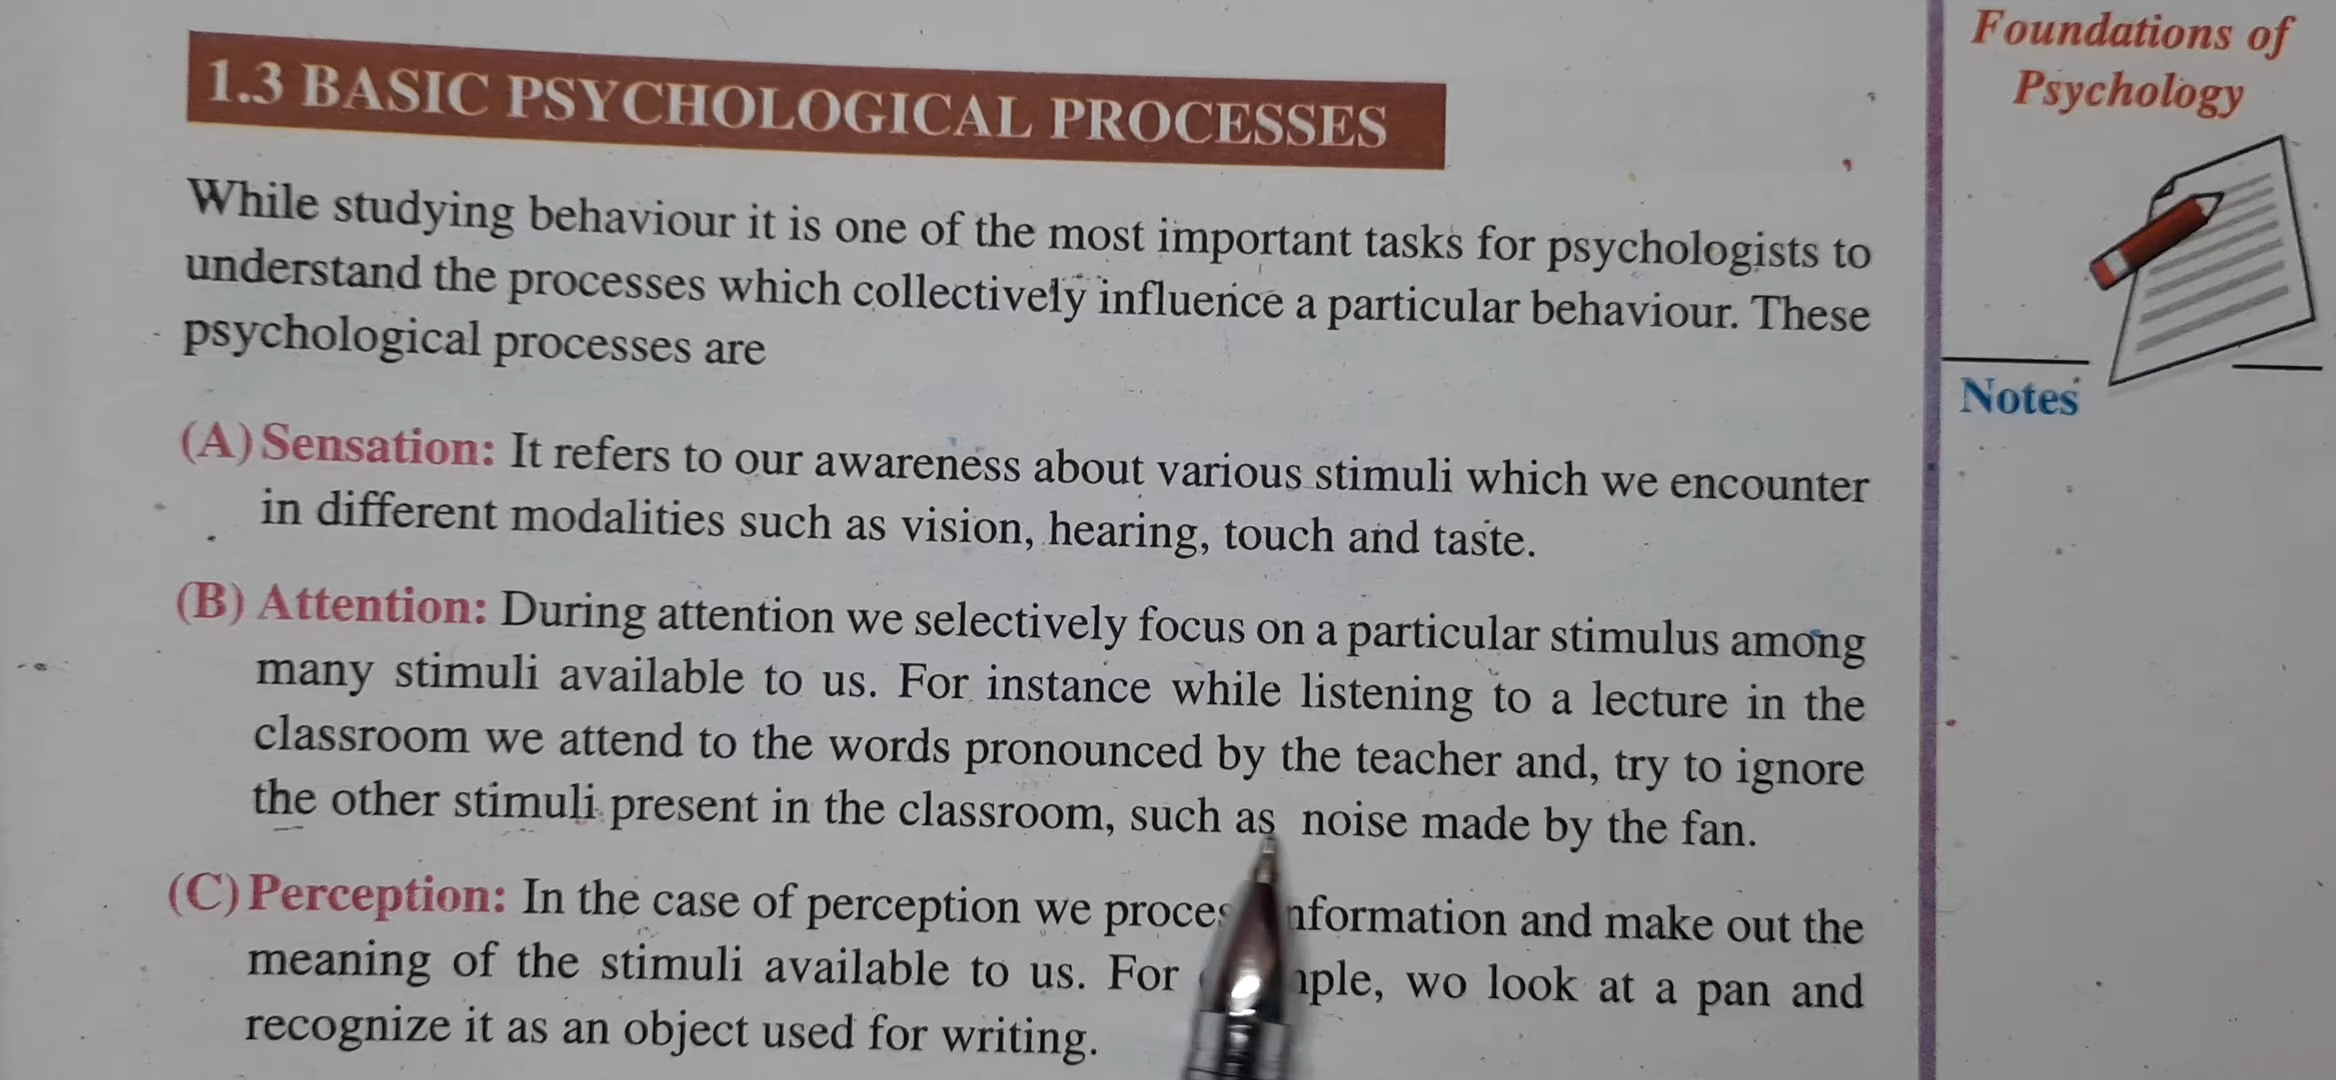 Foundations of
Psychology
Notes
1.3 BASIC PSYCHOLOGICAL PROCESSES
While studying behaviour it is one of the most important tasks for psychologists to
understand the processes which collectively influence a particular behaviour. These
psychological processes are
(A) Sensation: It refers to our awareness about various stimuli which we encounter
in different modalities such as vision, hearing, touch and taste.
(B) Attention: During attention we selectively focus on a particular stimulus among
many stimuli available to us. For instance while listening to a lecture in the
classroom we attend to the words pronounced by the teacher and, try to ignore
the other stimuli present in the classroom, such as noise made by the fan.
(C) Perception: In the case of perception we and make out the
meaning of the stimuli available to us. For wo look at a pan and
recognize it as an object used for writing.